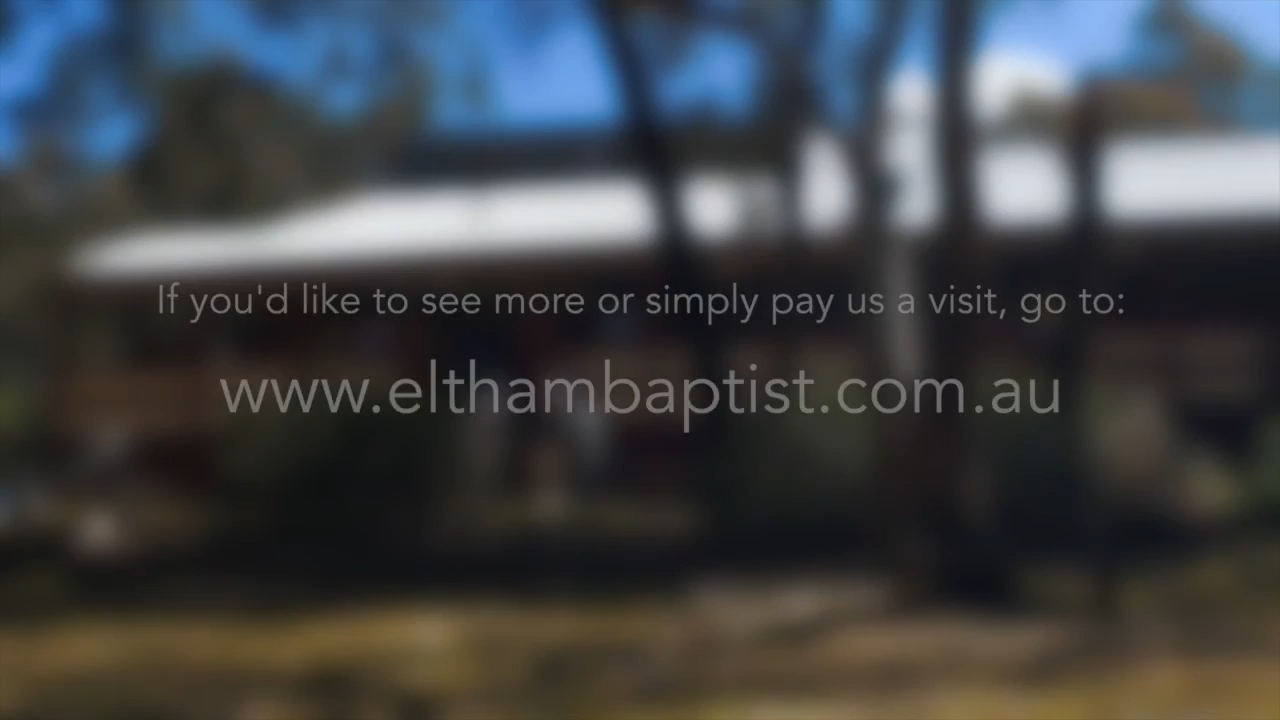 If you'd like to see more or simply pay us a visit, go to:
www.elthambaptist.com.au